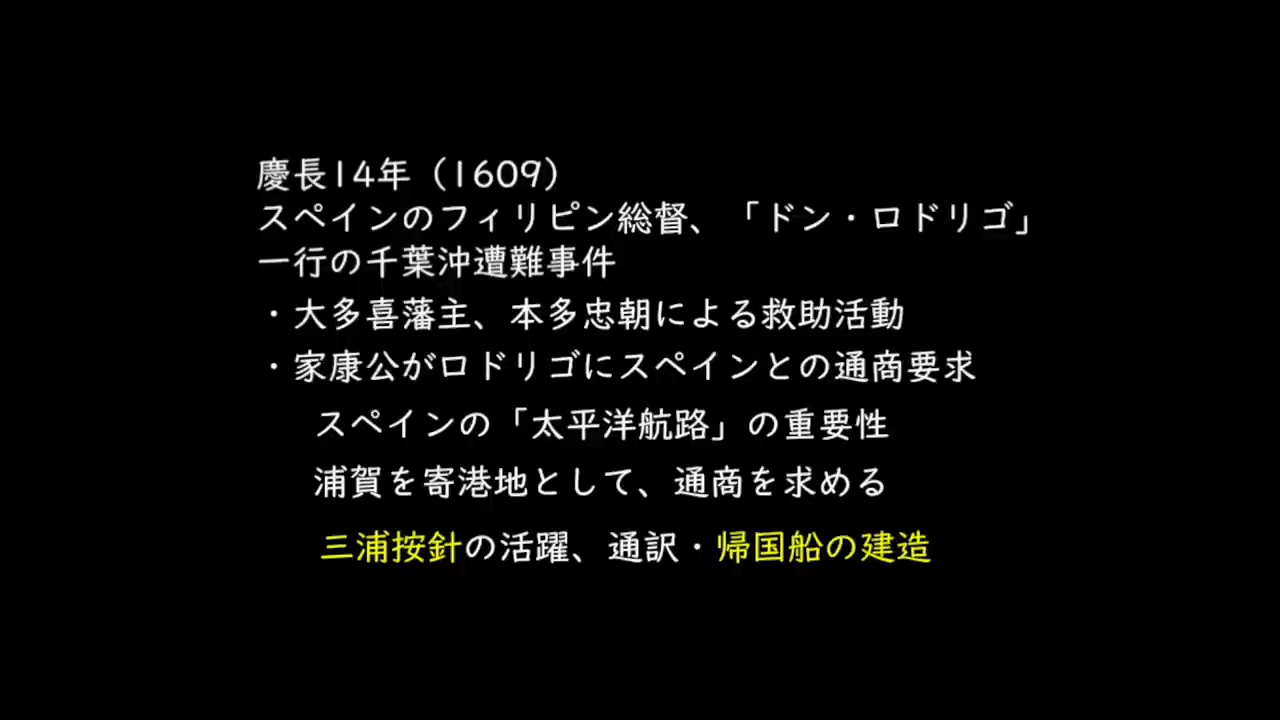 慶長14年（1609）
スペインのフィリピン総督、「ドン・ロドリゴ」
一行の千葉沖遭難事件
・大多喜藩主、本多忠朝による救助活動
・家康公がロドリゴにスペインとの通商要求
スペインの「太平洋航路」の重要性
浦賀を寄港地として、通商を求める
三浦按針の活躍、通訳・帰国船の建造